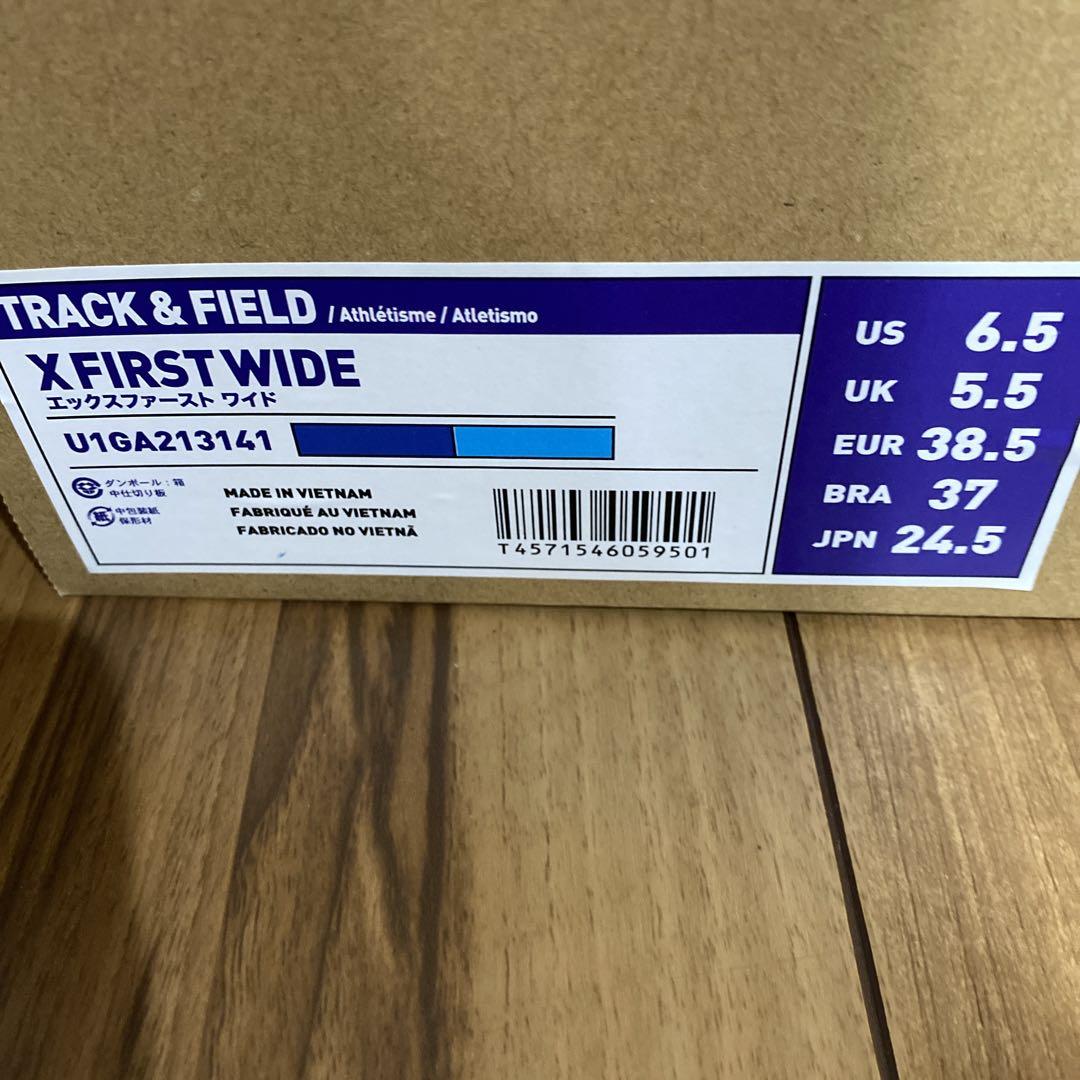 TRACK & FIELD / Athlétisme / Atletismo
X FIRST WIDE
エックスファースト ワイド
U1GA213141
ダンボール:箱
中仕切り板
紙 中包装紙
保形材
MADE IN VIETNAM
FABRIQUÉ AU VIETNAM
FABRICADO NO VIETNÃ
T4571546059501
US 6.5
UK 5.5
EUR 38.5
BRA 37
JPN 24.5